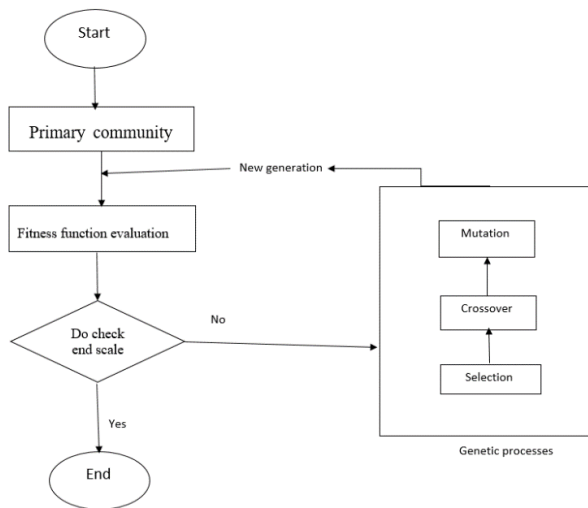 Start
Primary community
New generation
Fitness function evaluation
Mutation
Crossover
Selection
Do check
end scale
No
Yes
Genetic processes
End